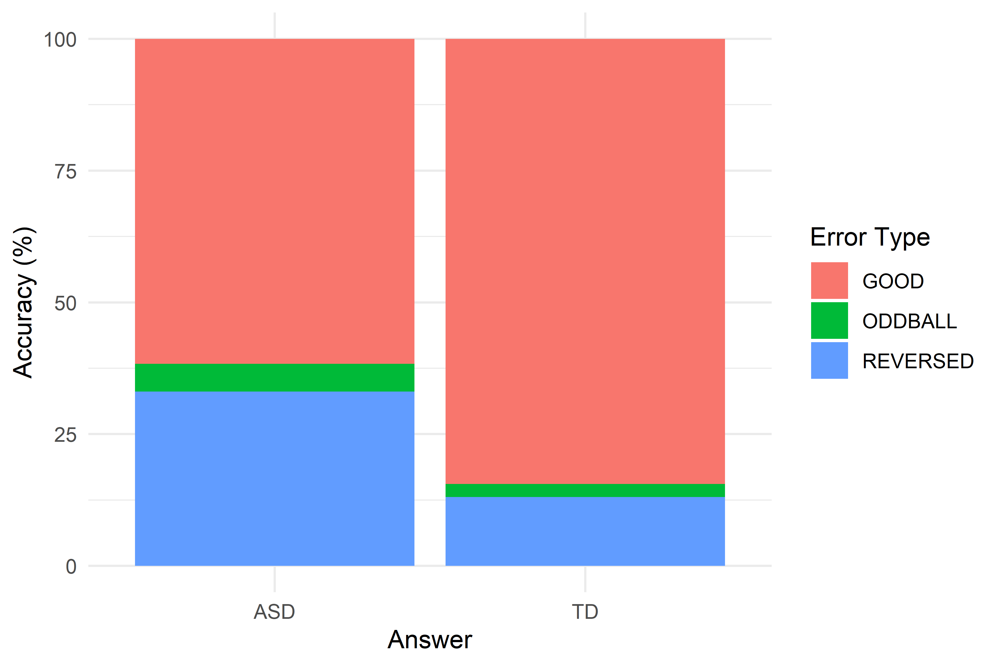 Accuracy (%)
100
75
50
25
0
ASD
TD
Answer
Error Type
GOOD
ODDBALL
REVERSED